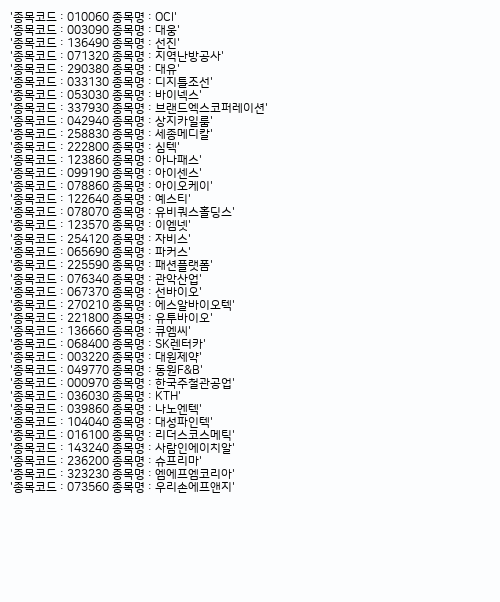 '종목코드 : 010060 종목명 : OCI'
'종목코드 : 003090 종목명 : 대웅'
'종목코드 : 136490 종목명 : 선진'
'종목코드 : 071320 종목명 : 지역난방공사'
'종목코드 : 290380 종목명 : 대유'
'종목코드 : 033130 종목명 : 디지틀조선'
'종목코드 : 053030 종목명 : 바이넥스'
'종목코드 : 337930 종목명 : 브랜드엑스코퍼레이션'
'종목코드 : 042940 종목명 : 상지카일룸'
'종목코드 : 258830 종목명 : 세종메디칼'
'종목코드 : 222800 종목명 : 심텍'
'종목코드 : 123860 종목명 : 아나패스'
'종목코드 : 099190 종목명 : 아이센스'
'종목코드 : 078860 종목명 : 아이오케이'
'종목코드 : 122640 종목명 : 예스티'
'종목코드 : 078070 종목명 : 유비쿼스홀딩스'
'종목코드 : 123570 종목명 : 이엠넷'
'종목코드 : 254120 종목명 : 자비스'
'종목코드 : 065690 종목명 : 파커스'
'종목코드 : 225590 종목명 : 패션플랫폼'
'종목코드 : 076340 종목명 : 관악산업'
'종목코드 : 067370 종목명 : 선바이오'
'종목코드 : 270210 종목명 : 에스알바이오텍'
'종목코드 : 221800 종목명 : 유투바이오'
'종목코드 : 136660 종목명 : 큐엠씨'
'종목코드 : 068400 종목명 : SK렌터카'
'종목코드 : 003220 종목명 : 대원제약'
'종목코드 : 049770 종목명 : 동원F&B'
'종목코드 : 000970 종목명 : 한국주철관공업'
'종목코드 : 036030 종목명 : KTH'
'종목코드 : 039860 종목명 : 나노엔텍'
'종목코드 : 104040 종목명 : 대성파인텍'
'종목코드 : 016100 종목명 : 리더스코스메틱'
'종목코드 : 143240 종목명 : 사람인에이치알'
'종목코드 : 236200 종목명 : 슈프리마'
'종목코드 : 323230 종목명 : 엠에프엠코리아'
'종목코드 : 073560 종목명 : 우리손에프앤지'